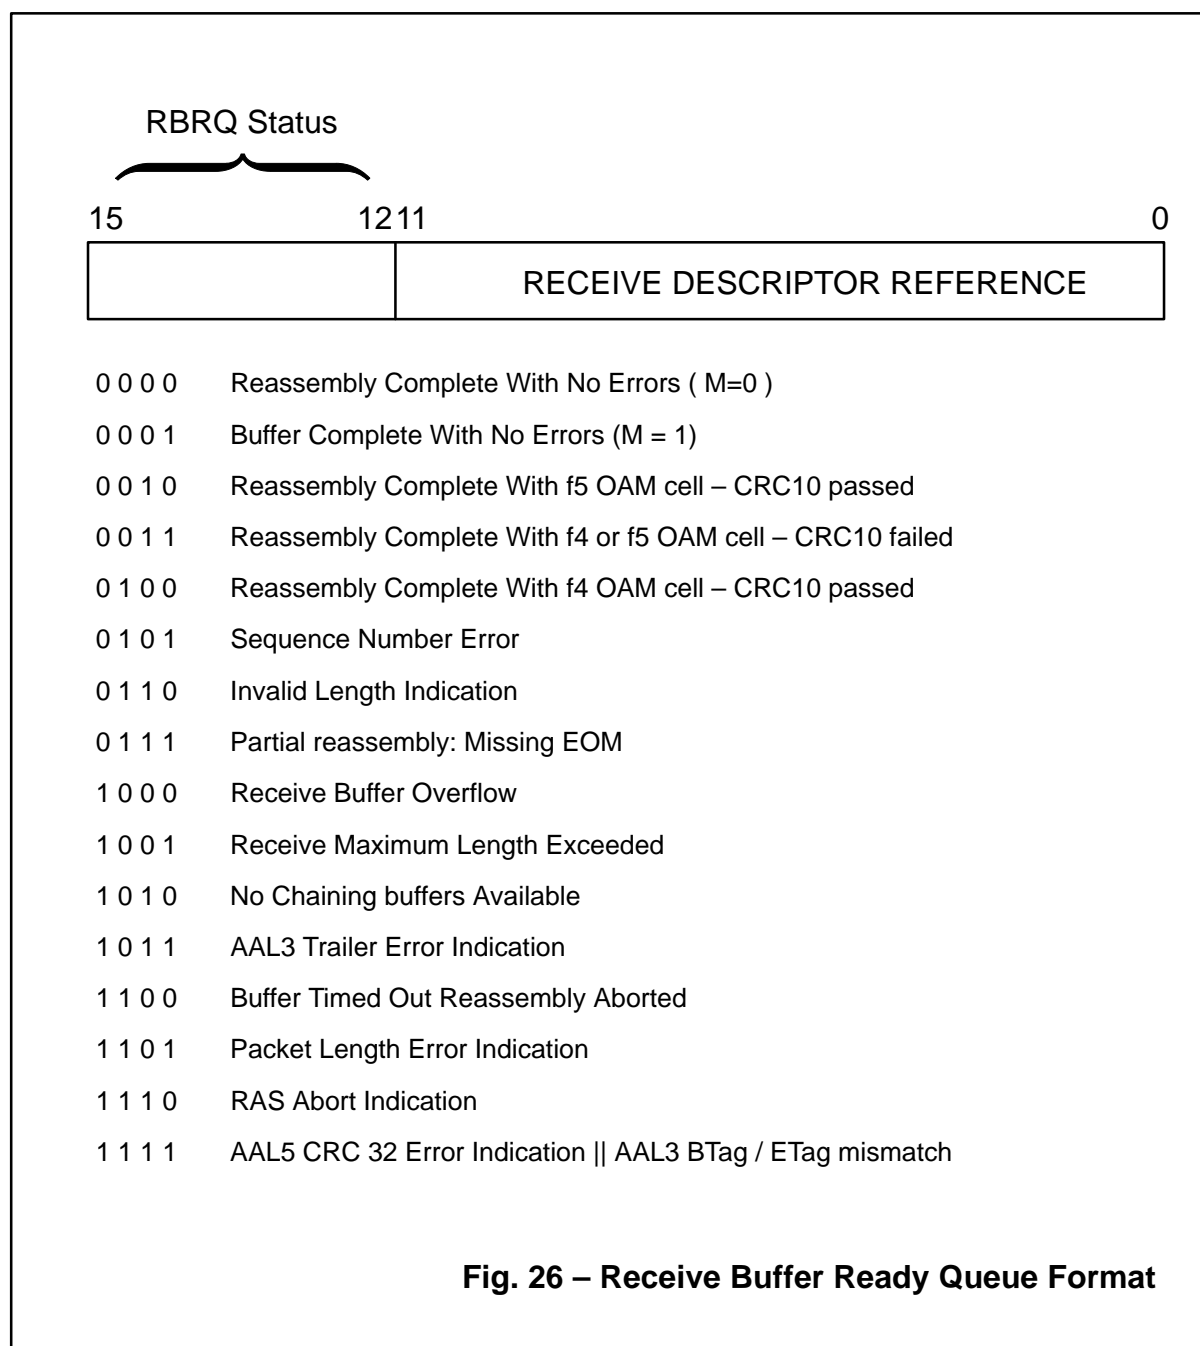 RBRQ Status
15 12 11 0
RECEIVE DESCRIPTOR REFERENCE
0 0 0 0 Reassembly Complete With No Errors ( M=0 )
0 0 0 1 Buffer Complete With No Errors (M = 1)
0 0 1 0 Reassembly Complete With f5 OAM cell – CRC10 passed
0 0 1 1 Reassembly Complete With f4 or f5 OAM cell – CRC10 failed
0 1 0 0 Reassembly Complete With f4 OAM cell – CRC10 passed
0 1 0 1 Sequence Number Error
0 1 1 0 Invalid Length Indication
0 1 1 1 Partial reassembly: Missing EOM
1 0 0 0 Receive Buffer Overflow
1 0 0 1 Receive Maximum Length Exceeded
1 0 1 0 No Chaining buffers Available
1 0 1 1 AAL3 Trailer Error Indication
1 1 0 0 Buffer Timed Out Reassembly Aborted
1 1 0 1 Packet Length Error Indication
1 1 1 0 RAS Abort Indication
1 1 1 1 AAL5 CRC 32 Error Indication || AAL3 BTag / ETag mismatch
Fig. 26 – Receive Buffer Ready Queue Format